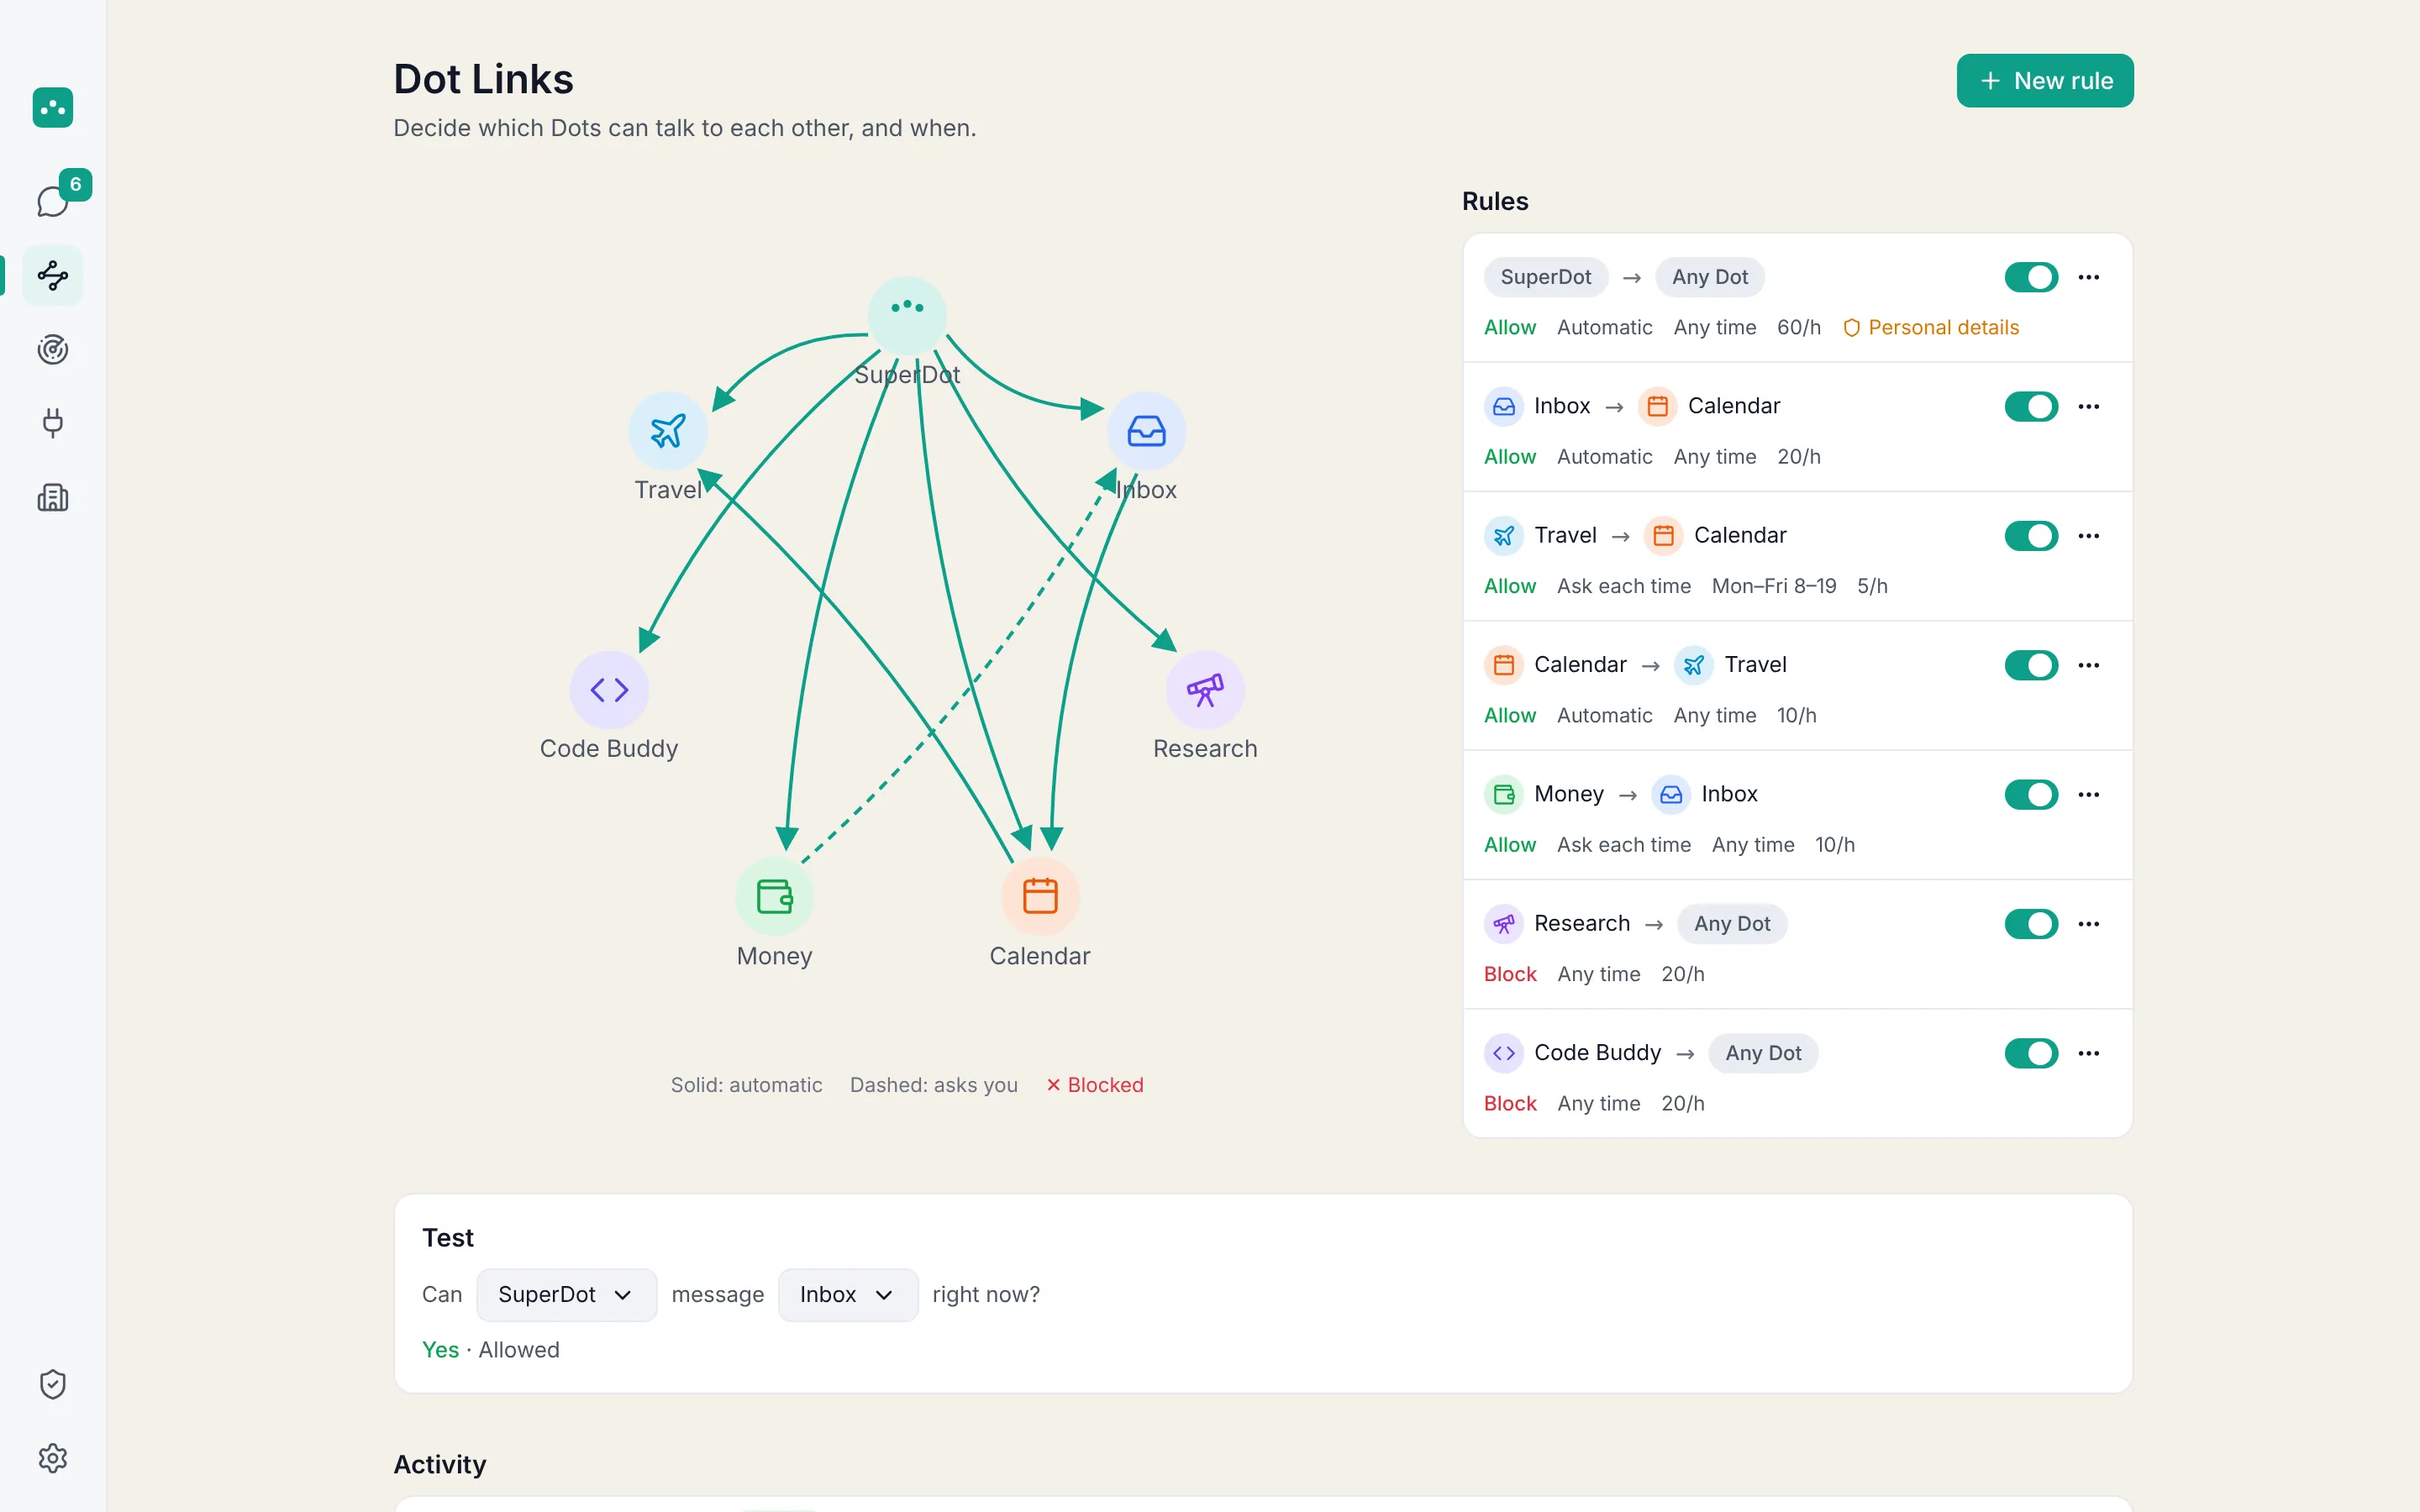 Dot Links
Decide which Dots can talk to each other, and when.
New rule
6
SuperDot
Travel
Inbox
Code Buddy
Research
Money
Calendar
Solid: automatic Dashed: asks you × Blocked
Rules
SuperDot → Any Dot
Allow Automatic Any time 60/h Personal details
Inbox → Calendar
Allow Automatic Any time 20/h
Travel → Calendar
Allow Ask each time Mon–Fri 8–19 5/h
Calendar → Travel
Allow Automatic Any time 10/h
Money → Inbox
Allow Ask each time Any time 10/h
Research → Any Dot
Block Any time 20/h
Code Buddy → Any Dot
Block Any time 20/h
Test
Can SuperDot message Inbox right now?
Yes · Allowed
Activity